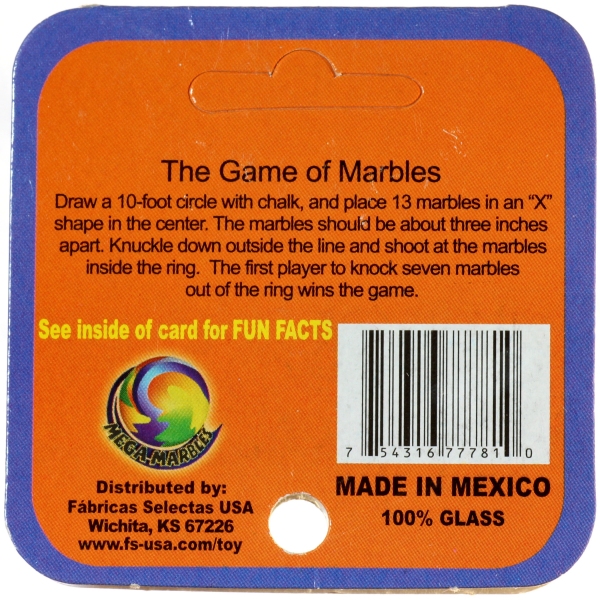 The Game of Marbles
Draw a 10-foot circle with chalk, and place 13 marbles in an "X"
shape in the center. The marbles should be about three inches
apart. Knuckle down outside the line and shoot at the marbles
inside the ring. The first player to knock seven marbles
out of the ring wins the game.
See inside of card for FUN FACTS
MEGA-MARBLES
Distributed by:
Fábricas Selectas USA
Wichita, KS 67226
www.fs-usa.com/toy
7 54316 77781 0
MADE IN MEXICO
100% GLASS